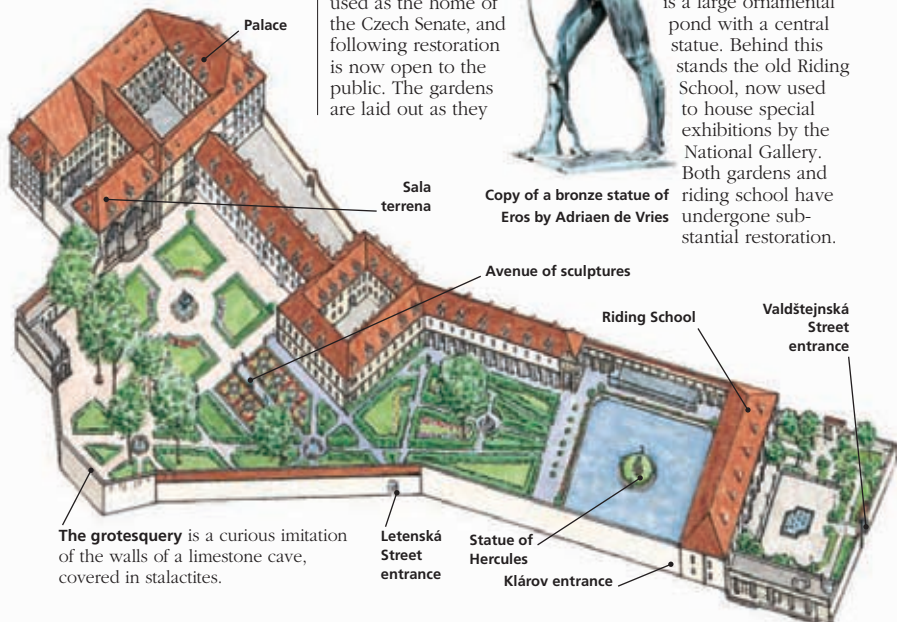 Palace
used as the home of
the Czech Senate, and
following restoration
is now open to the
public. The gardens
are laid out as they
is a large ornamental
pond with a central
statue. Behind this
stands the old Riding
School, now used
to house special
exhibitions by the
National Gallery.
Both gardens and
riding school have
undergone sub-
stantial restoration.
Copy of a bronze statue of
Eros by Adriaen de Vries
Sala
terrena
Avenue of sculptures
Riding School
Valdštejnská
Street
entrance
The grotesquery is a curious imitation
of the walls of a limestone cave,
covered in stalactites.
Letenská
Street
entrance
Statue of
Hercules
Klárov entrance